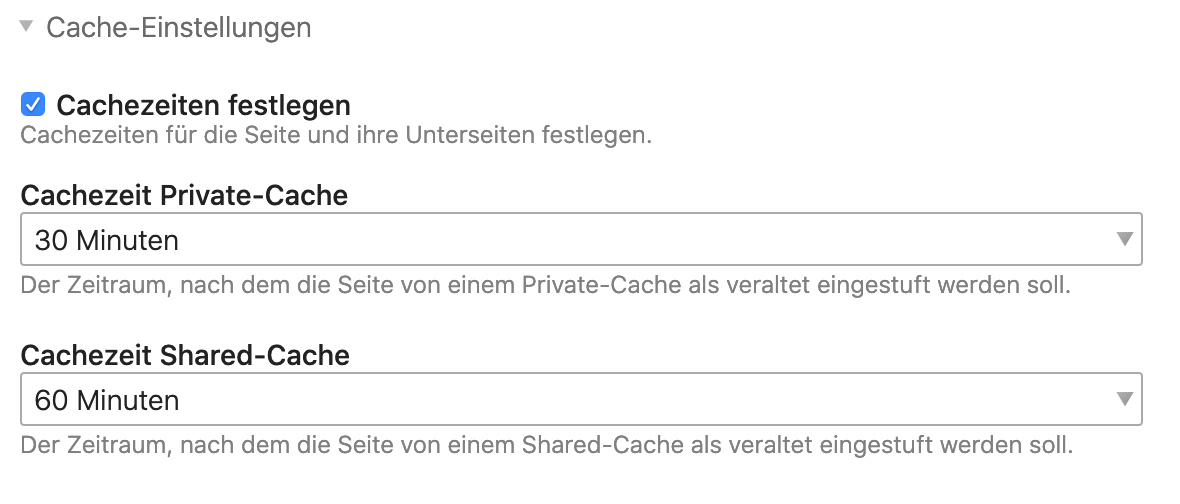 Cache-Einstellungen
Cachezeiten festlegen
Cachezeiten für die Seite und ihre Unterseiten festlegen.
Cachezeit Private-Cache
30 Minuten
Der Zeitraum, nach dem die Seite von einem Private-Cache als veraltet eingestuft werden soll.
Cachezeit Shared-Cache
60 Minuten
Der Zeitraum, nach dem die Seite von einem Shared-Cache als veraltet eingestuft werden soll.